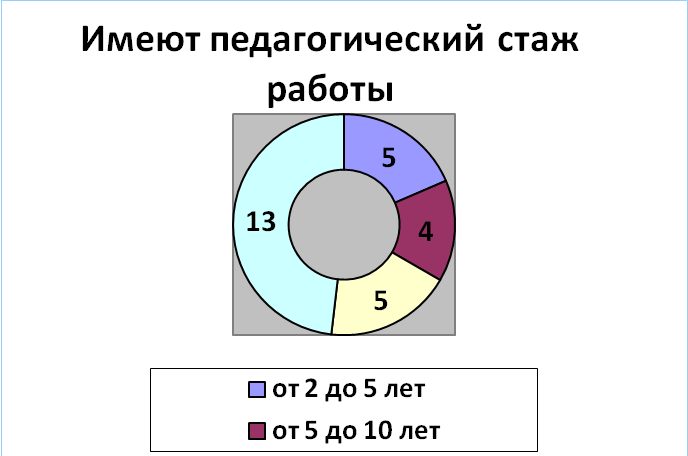 Имеют педагогический стаж
работы
5
13
4
5
от 2 до 5 лет
от 5 до 10 лет